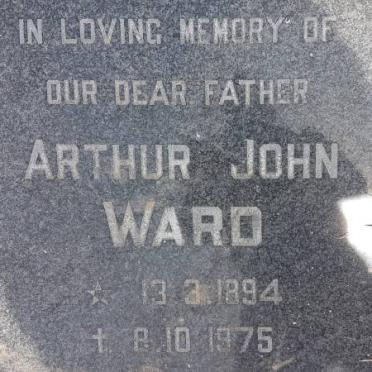 IN LOVING MEMORY OF
OUR DEAR FATHER
ARTHUR JOHN
WARD
☆ 13.3.1894
† 8.10.1975